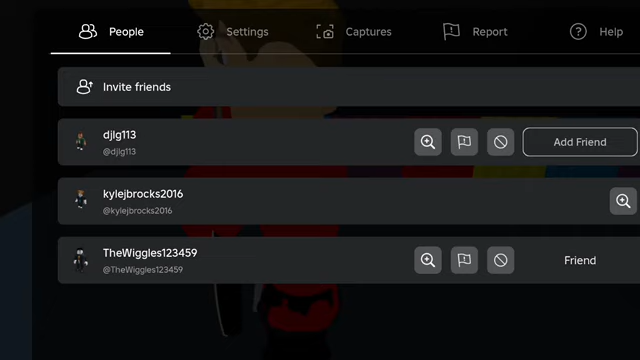 People
Settings
Captures
Report
Help
Invite friends
djlg113
@djlg113
Add Friend
kylejbrocks2016
@kylejbrocks2016
TheWiggles123459
@TheWiggles123459
Friend